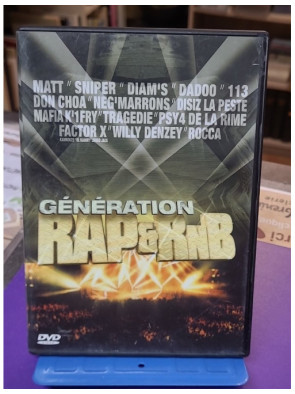 MATT " SNIPER " DIAM'S " DADOO " 113
DON CHOA " NEG'MARRONS " DISIZ LA PESTE
MAFIA K'1FRY " TRAGEDIE " PSY4 DE LA RIME
FACTOR X " WILLY DENZEY " ROCCA
GÉNÉRATION
RAP&RnB
DVD